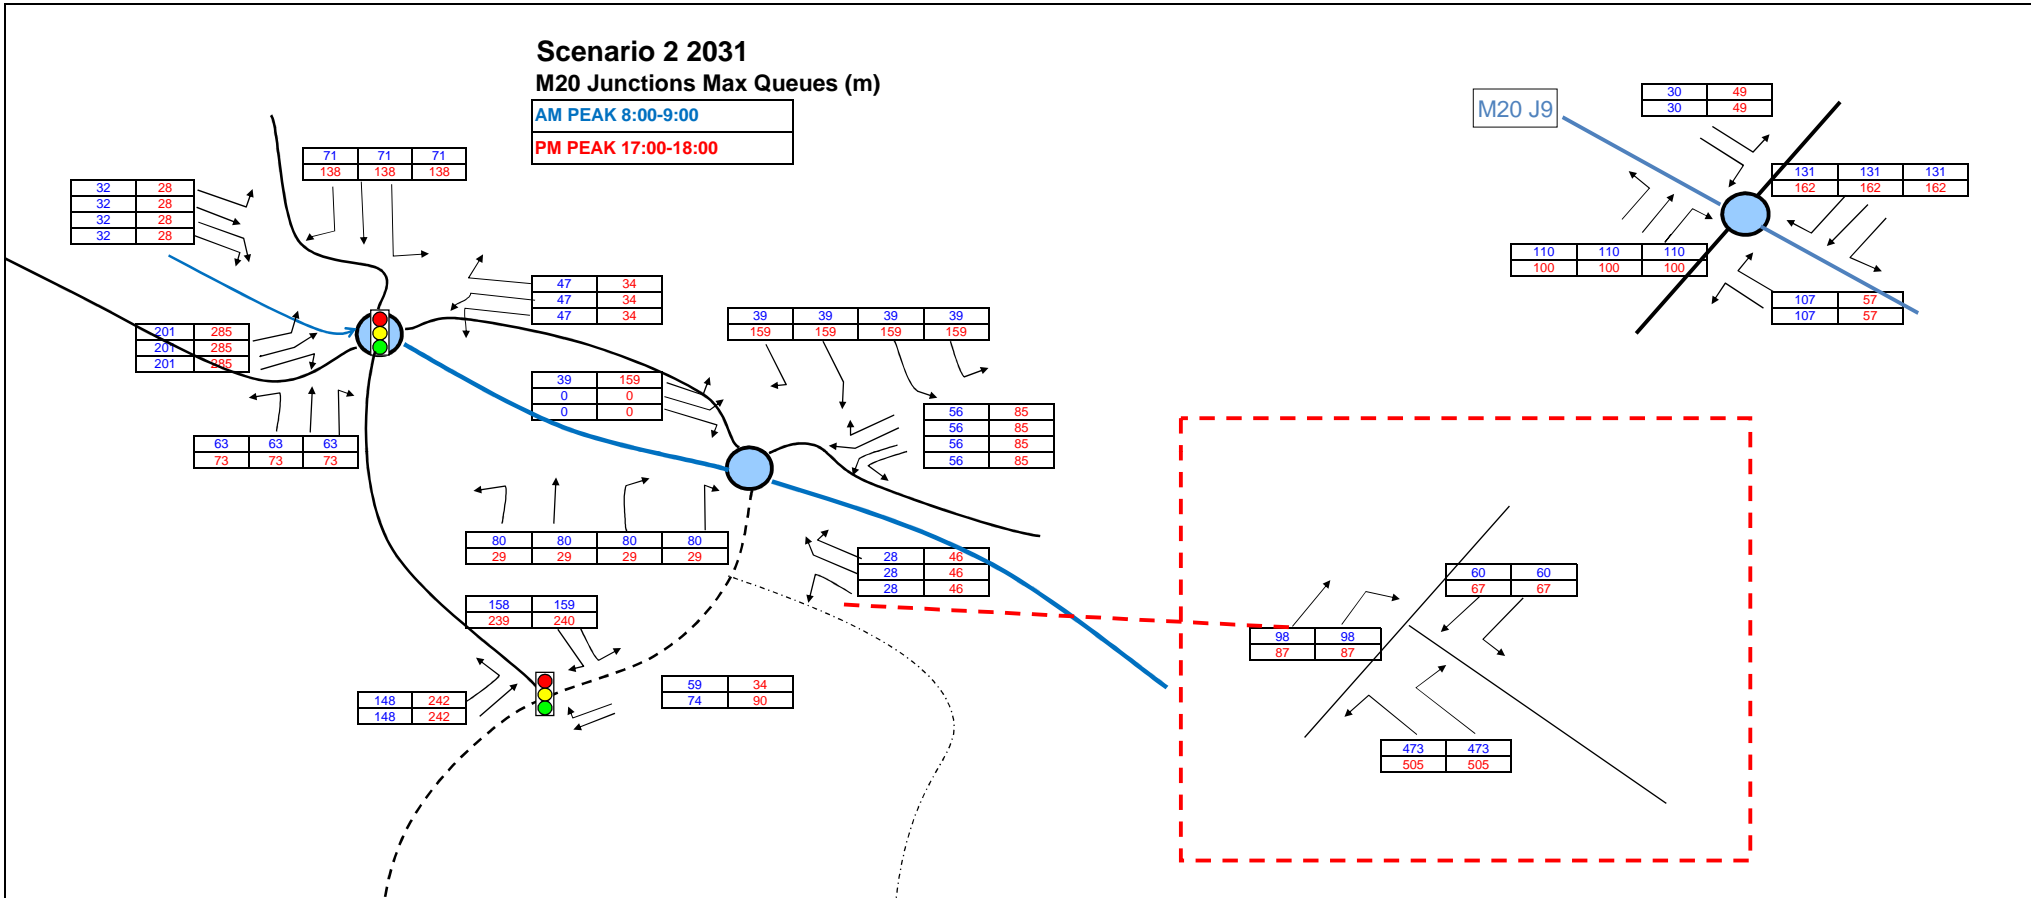 Scenario 2 2031
M20 Junctions Max Queues (m)
AM PEAK 8:00-9:00
PM PEAK 17:00-18:00
M20 J9
30 49
30 49
71 71 71
138 138 138
32 28
32 28
32 28
32 28
131 131 131
162 162 162
110 110 110
100 100 100
47 34
47 34
47 34
107 57
107 57
39 39 39 39
159 159 159 159
201 285
201 285
201 285
39 159
0 0
0 0
56 85
56 85
56 85
56 85
63 63 63
73 73 73
80 80 80 80
29 29 29 29
28 46
28 46
28 46
60 60
67 67
158 159
239 240
98 98
87 87
59 34
74 90
148 242
148 242
473 473
505 505